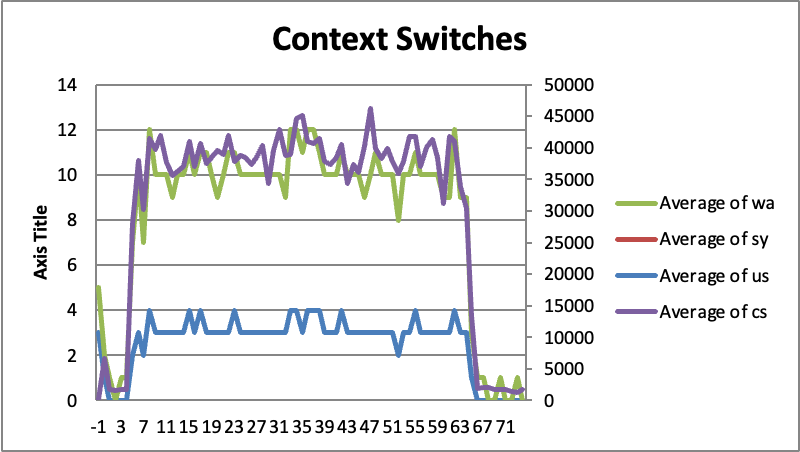 Context Switches
14
12
10
8
6
4
2
0
Axis Title
50000
45000
40000
35000
30000
25000
20000
15000
10000
5000
0
-1 3 7 11 15 19 23 27 31 35 39 43 47 51 55 59 63 67 71
Average of wa
Average of sy
Average of us
Average of cs